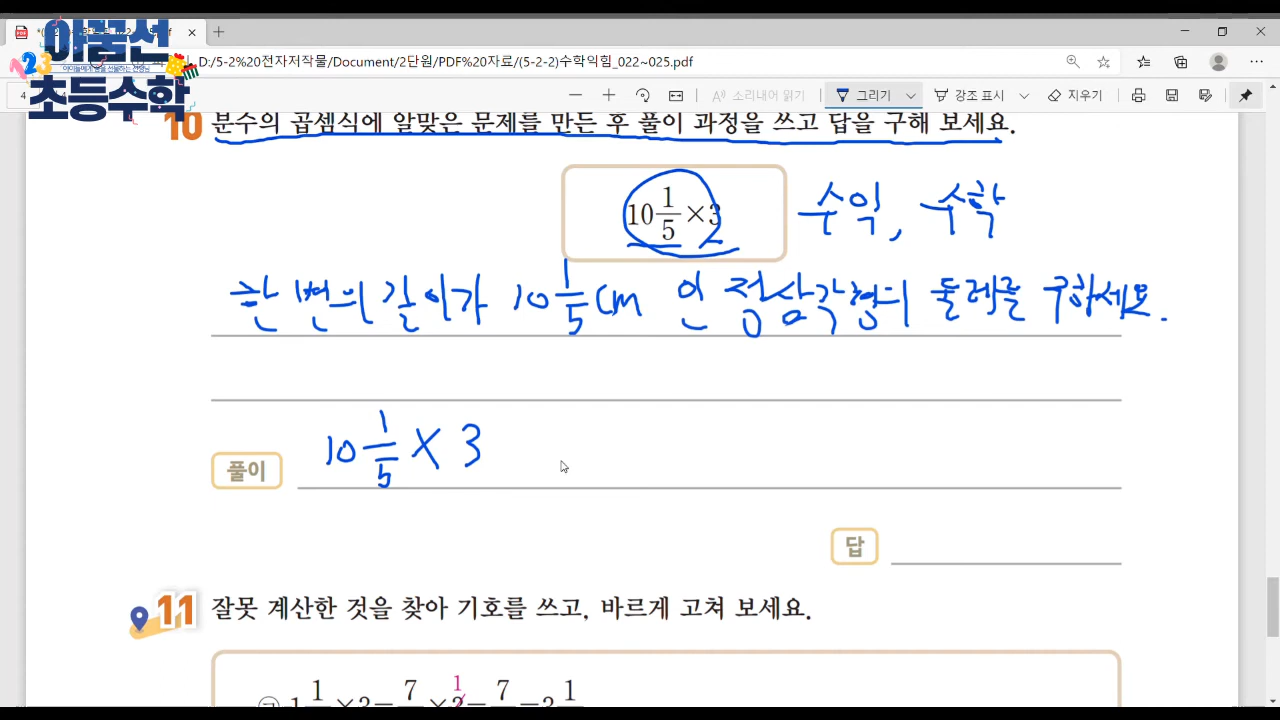 아꿈선
초등수학
123
D:/5-2%20전자저작물/Document/2단원/PDF%20자료/(5-2-2)수학익힘_022~025.pdf
4
소리내어 읽기
그리기
강조 표시
지우기
10 분수의 곱셈식에 알맞은 문제를 만든 후 풀이 과정을 쓰고 답을 구해 보세요.
10 1/5 × 3 수익, 수학
한 변의 길이가 10 1/5 cm 인 정삼각형의 둘레를 구하세요.
풀이 10 1/5 × 3
답
11 잘못 계산한 것을 찾아 기호를 쓰고, 바르게 고쳐 보세요.